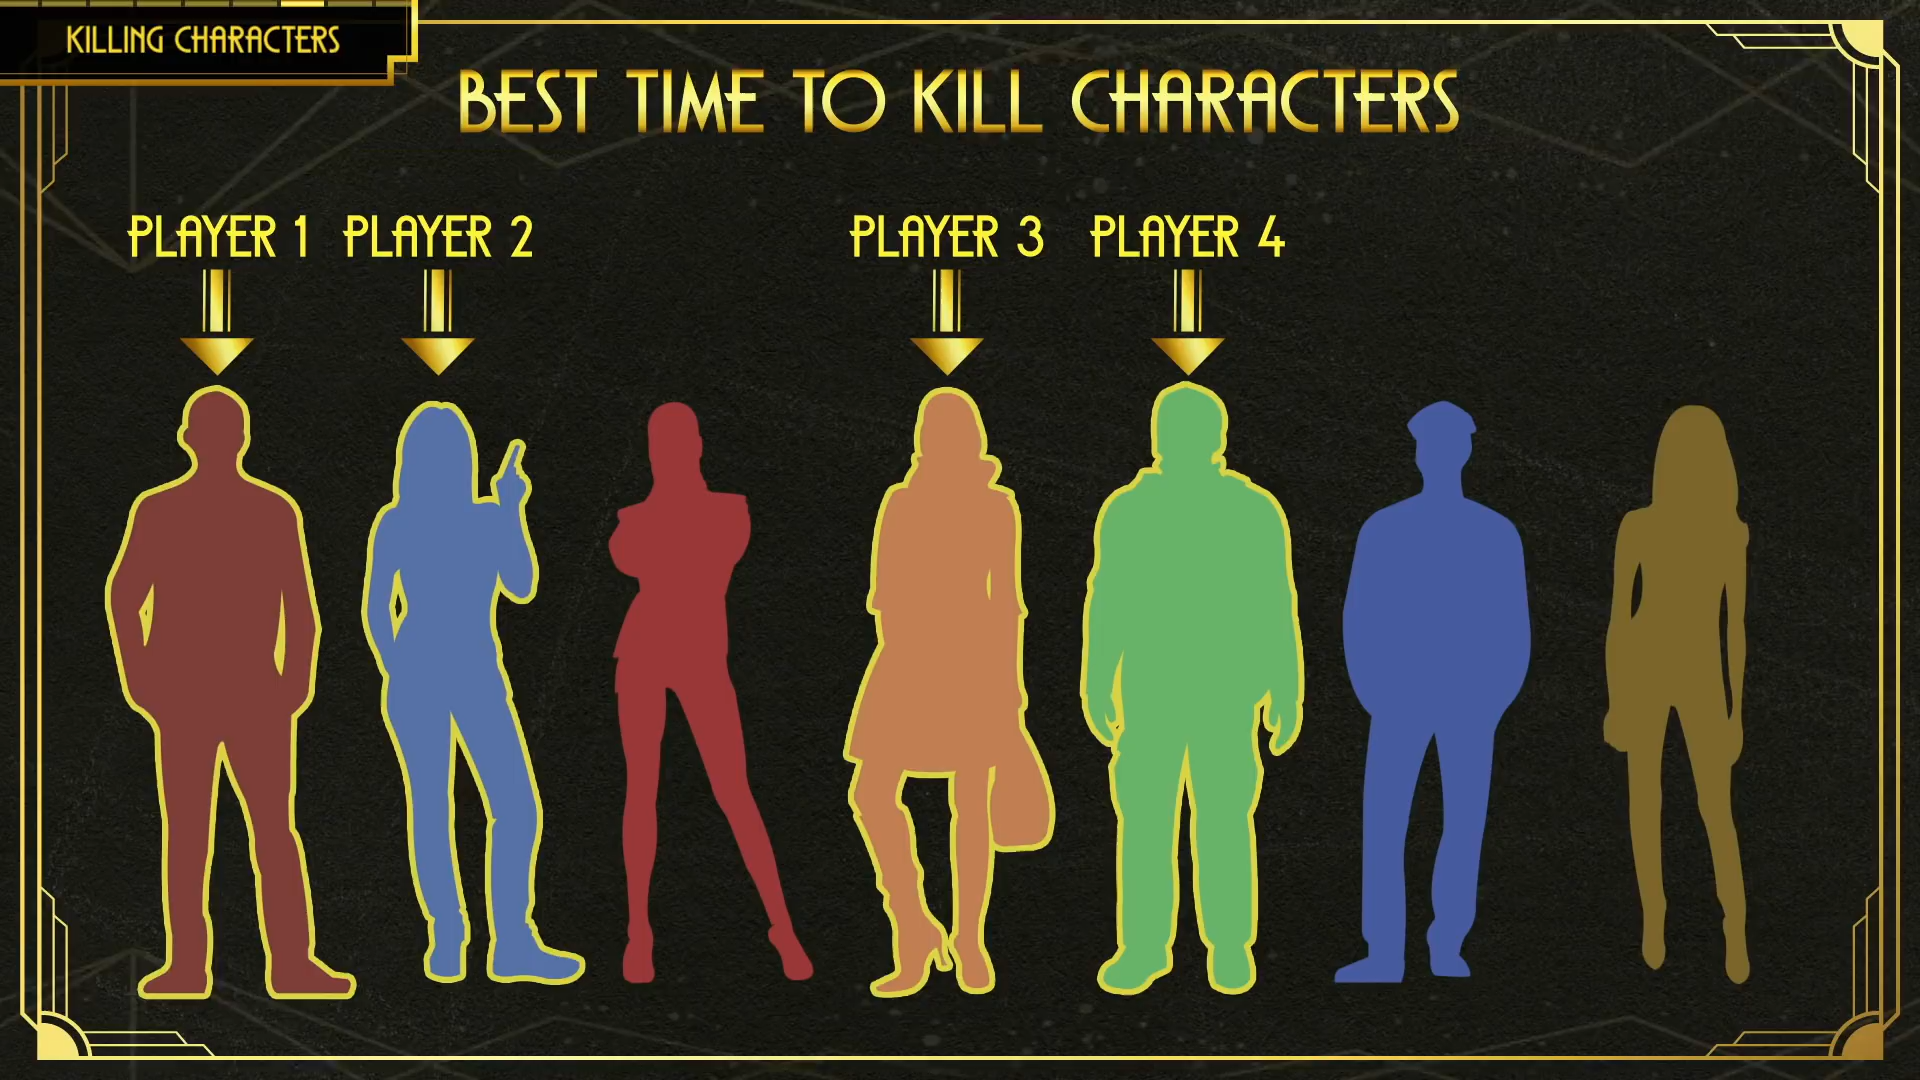 KILLING CHARACTERS
BEST TIME TO KILL CHARACTERS
PLAYER 1 PLAYER 2 PLAYER 3 PLAYER 4